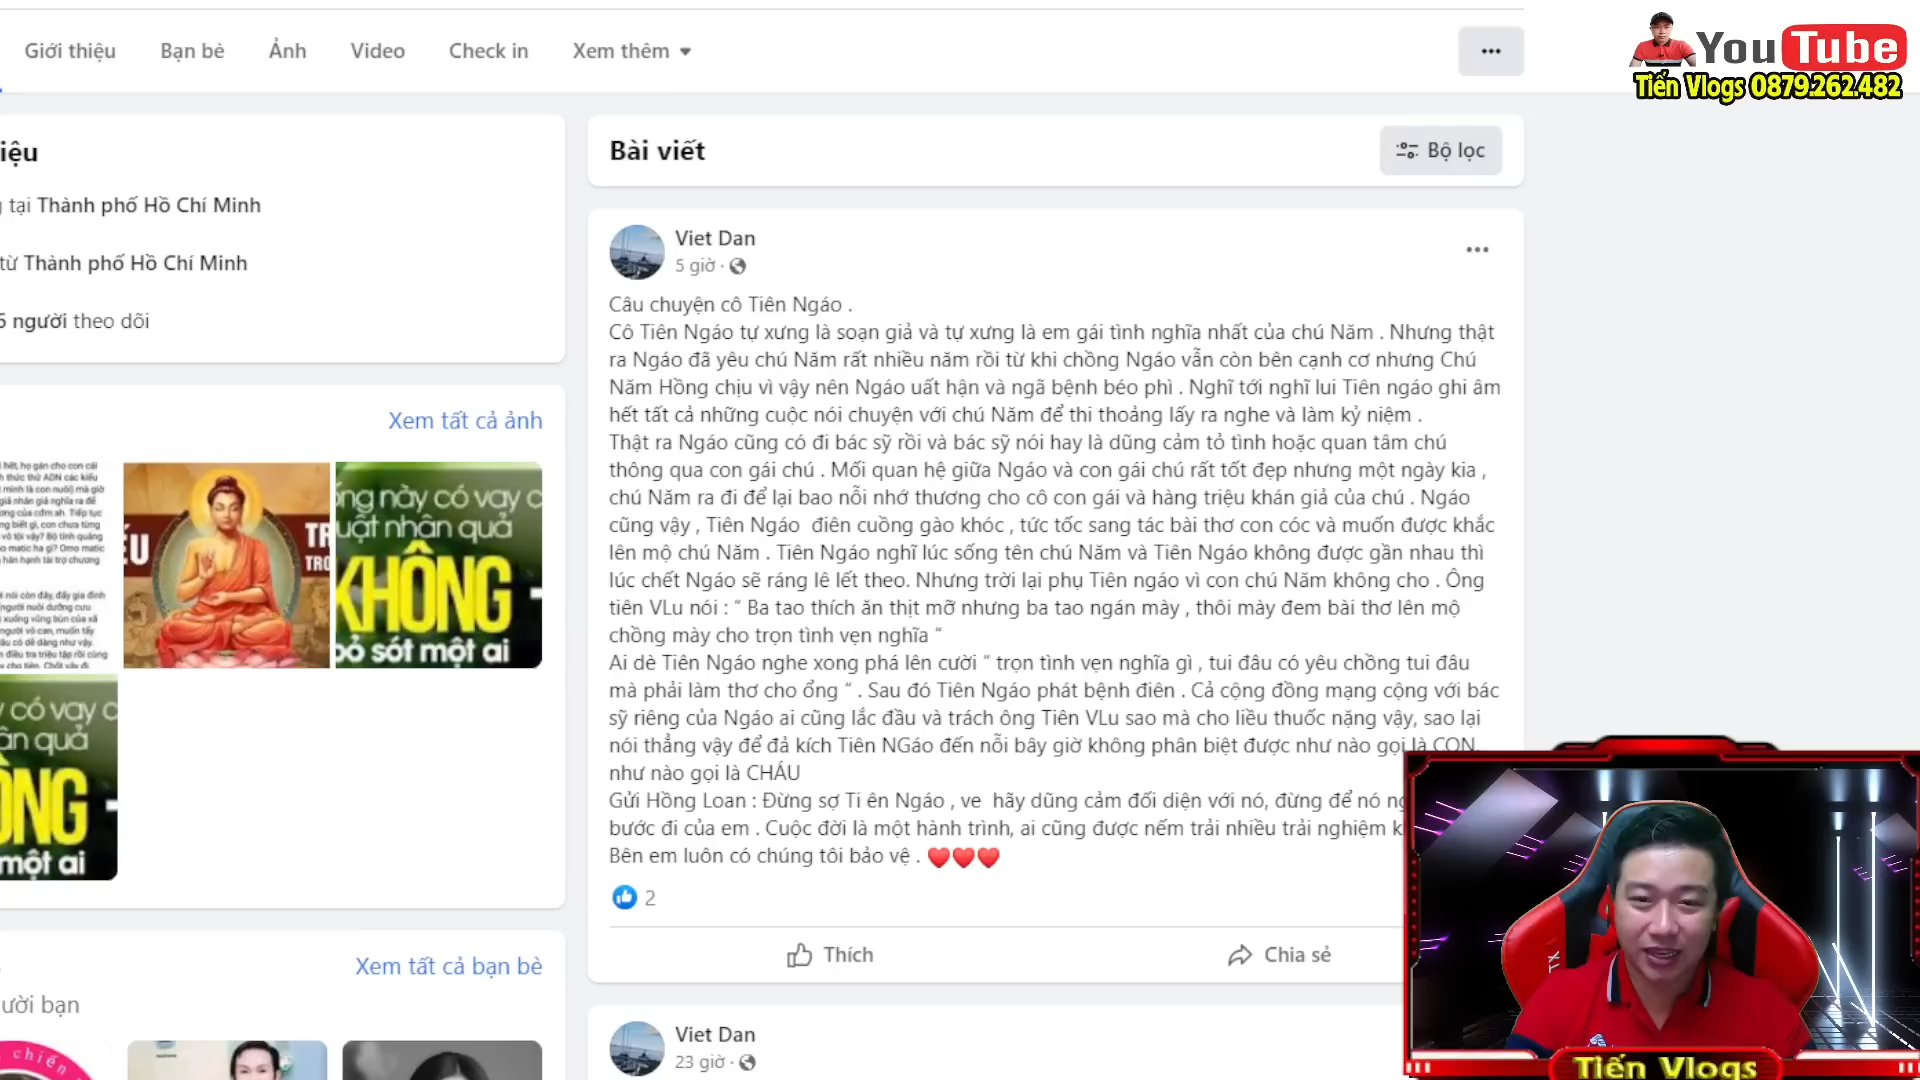 Giới thiệu
Bạn bè
Ảnh
Video
Check in
Xem thêm
YouTube
Tiến Vlogs 0879.262.482
iệu
tại Thành phố Hồ Chí Minh
từ Thành phố Hồ Chí Minh
người theo dõi
Xem tất cả ảnh
KHÔNG
bỏ sót một ai
Xem tất cả bạn bè
ười bạn
Bài viết
Bộ lọc
Viet Dan
5 giờ ·
Câu chuyện cô Tiên Ngáo .
Cô Tiên Ngáo tự xưng là soạn giả và tự xưng là em gái tình nghĩa nhất của chú Năm . Nhưng thật
ra Ngáo đã yêu chú Năm rất nhiều năm rồi từ khi chồng Ngáo vẫn còn bên cạnh cơ nhưng Chú
Năm Hồng chịu vì vậy nên Ngáo uất hận và ngã bệnh béo phì . Nghĩ tới nghĩ lui Tiên ngáo ghi âm
hết tất cả những cuộc nói chuyện với chú Năm để thi thoảng lấy ra nghe và làm kỷ niệm .
Thật ra Ngáo cũng có đi bác sỹ rồi và bác sỹ nói hay là dũng cảm tỏ tình hoặc quan tâm chú
thông qua con gái chú . Mối quan hệ giữa Ngáo và con gái chú rất tốt đẹp nhưng một ngày kia ,
chú Năm ra đi để lại bao nỗi nhớ thương cho cô con gái và hàng triệu khán giả của chú . Ngáo
cũng vậy , Tiên Ngáo điên cuồng gào khóc , tức tốc sang tác bài thơ con cóc và muốn được khắc
lên mộ chú Năm . Tiên Ngáo nghĩ lúc sống tên chú Năm và Tiên Ngáo không được gần nhau thì
lúc chết Ngáo sẽ ráng lê lết theo. Nhưng trời lại phụ Tiên ngáo vì con chú Năm không cho . Ông
tiên VLu nói : “ Ba tao thích ăn thịt mỡ nhưng ba tao ngán mày , thôi mày đem bài thơ lên mộ
chồng mày cho trọn tình vẹn nghĩa “
Ai dè Tiên Ngáo nghe xong phá lên cười “ trọn tình vẹn nghĩa gì , tui đâu có yêu chồng tui đâu
mà phải làm thơ cho ổng “ . Sau đó Tiên Ngáo phát bệnh điên . Cả cộng đồng mạng cộng với bác
sỹ riêng của Ngáo ai cũng lắc đầu và trách ông Tiên VLu sao mà cho liều thuốc nặng vậy, sao lại
nói thẳng vậy để đả kích Tiên NGáo đến nỗi bây giờ không phân biệt được như nào gọi là CON,
như nào gọi là CHÁU
Gửi Hồng Loan : Đừng sợ Ti ên Ngáo , ve hãy dũng cảm đối diện với nó, đừng để nó
bước đi của em . Cuộc đời là một hành trình, ai cũng được nếm trải nhiều trải nghiệm
Bên em luôn có chúng tôi bảo vệ . ❤️❤️❤️
2
Thích
Chia sẻ
Viet Dan
23 giờ ·
Tiến Vlogs